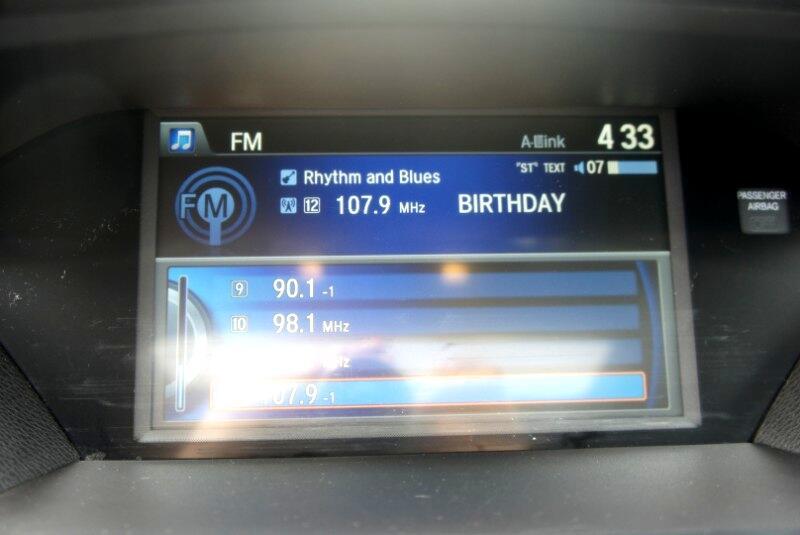 FM A-Link 4 33
"ST" TEXT 07
Rhythm and Blues
FM 12 107.9 MHz BIRTHDAY
PASSENGER
AIRBAG
9 90.1 -1
10 98.1 MHz
07.9 -1